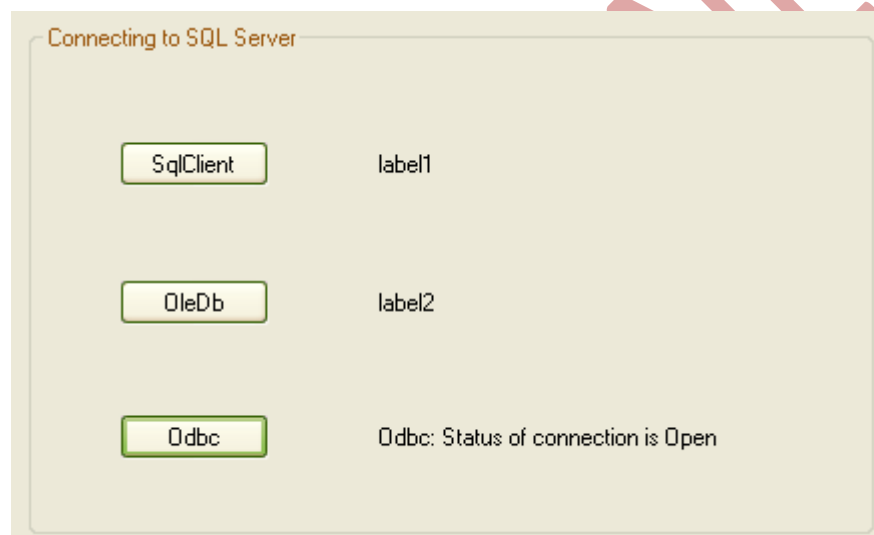 Connecting to SQL Server
SqlClient label1
OleDb label2
Odbc Odbc: Status of connection is Open